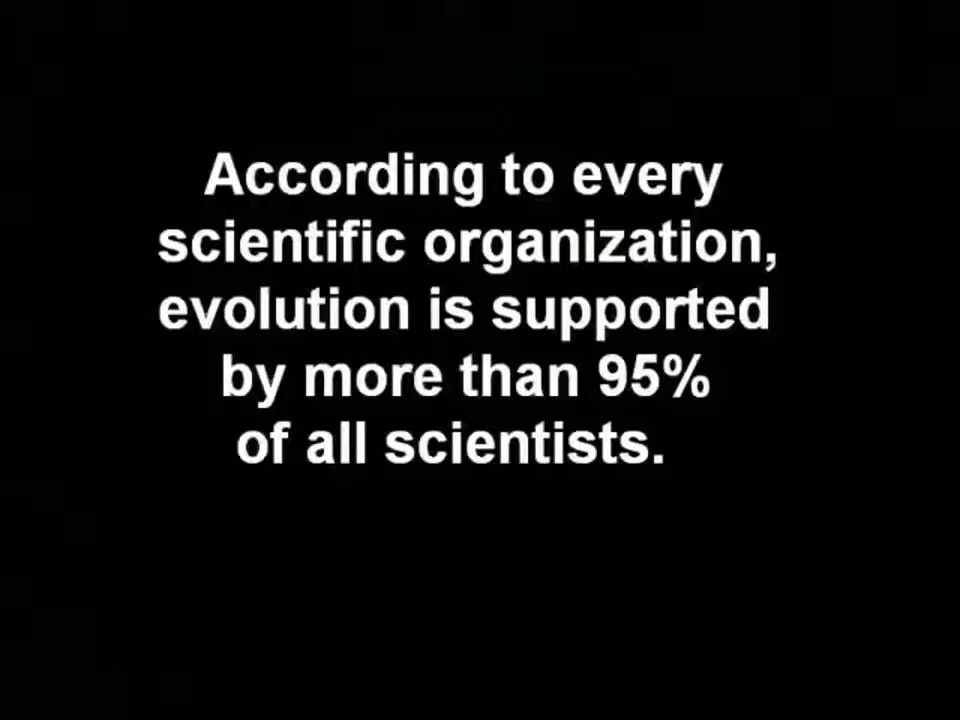 According to every
scientific organization,
evolution is supported
by more than 95%
of all scientists.